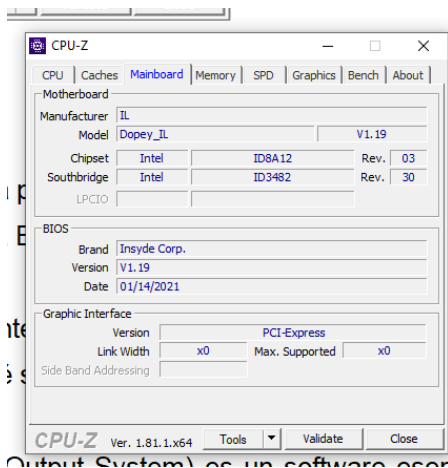 CPU-Z
CPU Caches Mainboard Memory SPD Graphics Bench About
Motherboard
Manufacturer IL
Model Dopey_IL V1.19
Chipset Intel ID8A12 Rev. 03
Southbridge Intel ID3482 Rev. 30
LPCIO
BIOS
Brand Insyde Corp.
Version V1.19
Date 01/14/2021
Graphic Interface
Version PCI-Express
Link Width x0 Max. Supported x0
Side Band Addressing
CPU-Z Ver. 1.81.1.x64 Tools Validate Close
Output System) es un software